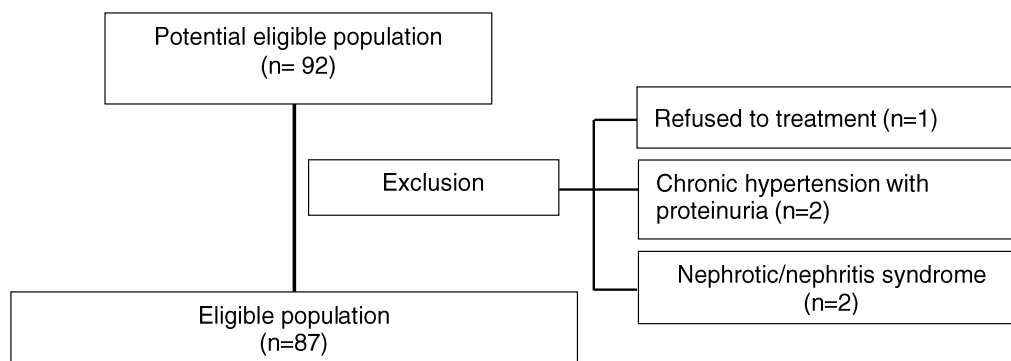 Potential eligible population
(n= 92)
Refused to treatment (n=1)
Exclusion
Chronic hypertension with
proteinuria (n=2)
Nephrotic/nephritis syndrome
(n=2)
Eligible population
(n=87)